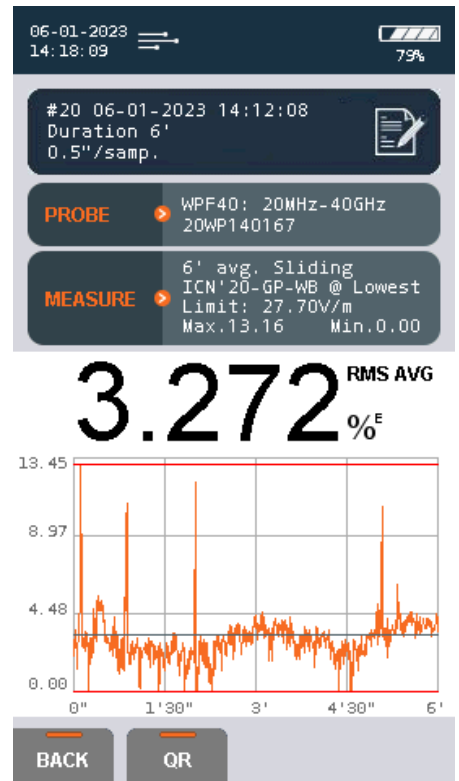 06-01-2023
14:18:09
79%
#20 06-01-2023 14:12:08
Duration 6'
0.5"/samp.
PROBE
WPF40: 20MHz-40GHz
20WP140167
MEASURE
6' avg. Sliding
ICN'20-GP-WB @ Lowest
Limit: 27.70V/m
Max.13.16 Min.0.00
3.272 RMS AVG
%E
13.45
8.97
4.48
0.00
0" 1'30" 3' 4'30" 6'
BACK QR